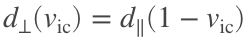 d⊥(vic) = d∥(1 − vic)